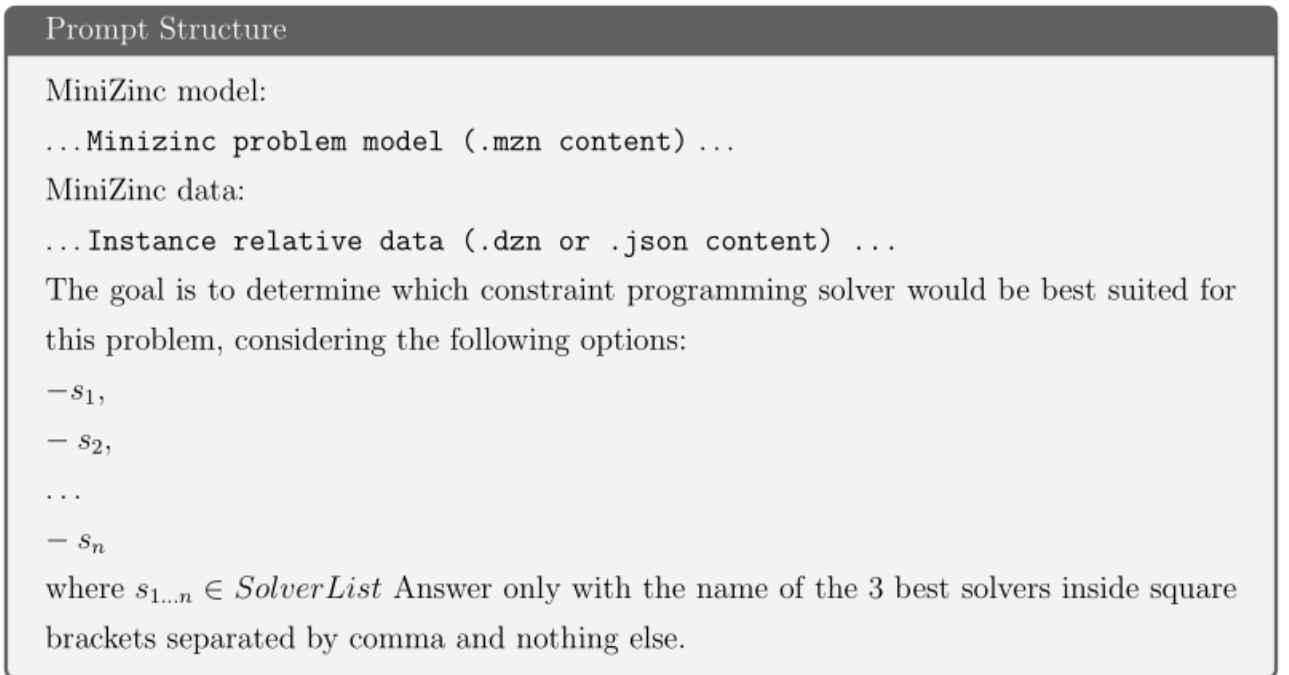 Prompt Structure
MiniZinc model:
...Minizinc problem model (.mzn content) ...
MiniZinc data:
...Instance relative data (.dzn or .json content) ...
The goal is to determine which constraint programming solver would be best suited for
this problem, considering the following options:
−s₁,
− s₂,
...
− sₙ
where s₁...ₙ ∈ SolverList Answer only with the name of the 3 best solvers inside square
brackets separated by comma and nothing else.